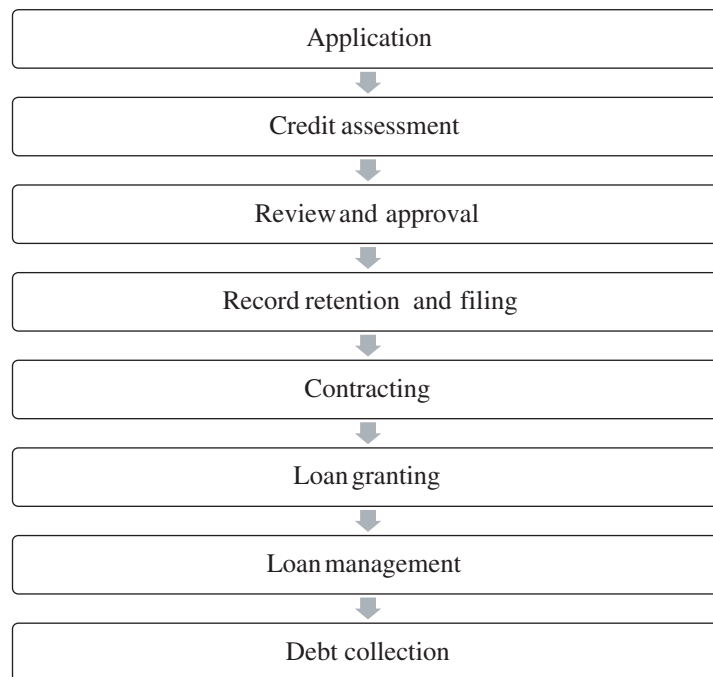 Application
Credit assessment
Review and approval
Record retention and filing
Contracting
Loan granting
Loan management
Debt collection